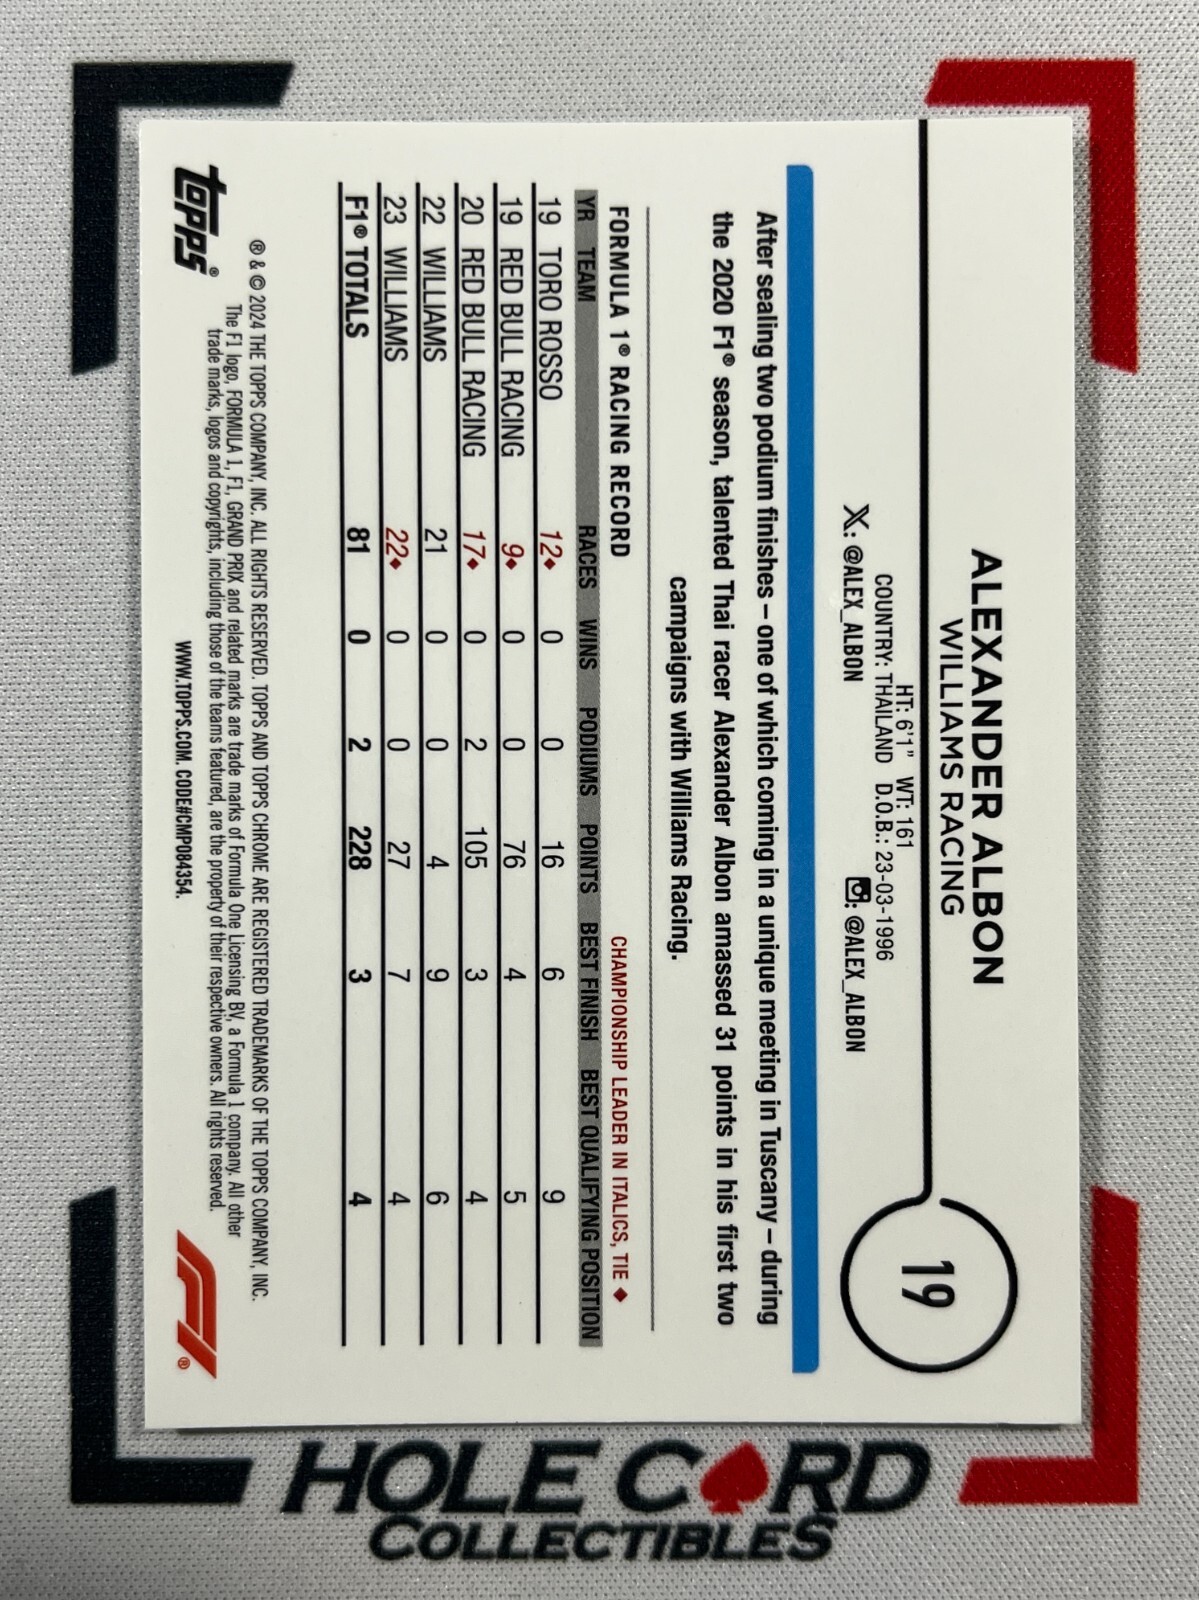 ALEXANDER ALBON
WILLIAMS RACING
19
HT: 6'1" WT: 161
COUNTRY: THAILAND D.O.B.: 23-03-1996
X: @ALEX_ALBON : @ALEX_ALBON
After sealing two podium finishes – one of which coming in a unique meeting in Tuscany – during
the 2020 F1® season, talented Thai racer Alexander Albon amassed 31 points in his first two
campaigns with Williams Racing.
FORMULA 1® RACING RECORD CHAMPIONSHIP LEADER IN ITALICS, TIE ♦
YR TEAM RACES WINS PODIUMS POINTS BEST FINISH BEST QUALIFYING POSITION
19 TORO ROSSO 12♦ 0 0 16 6 9
19 RED BULL RACING 9♦ 0 0 76 4 5
20 RED BULL RACING 17♦ 0 2 105 3 4
22 WILLIAMS 21 0 0 4 9 6
23 WILLIAMS 22♦ 0 0 27 7 4
F1® TOTALS 81 0 2 228 3 4
® & © 2024 THE TOPPS COMPANY, INC. ALL RIGHTS RESERVED. TOPPS AND TOPPS CHROME ARE REGISTERED TRADEMARKS OF THE TOPPS COMPANY, INC.
The F1 logo, FORMULA 1, F1, GRAND PRIX and related marks are trade marks of Formula One Licensing BV, a Formula 1 company. All other
trade marks, logos and copyrights, including those of the teams featured, are the property of their respective owners. All rights reserved.
WWW.TOPPS.COM. CODE#CMP084354.
topps®
F1®
HOLE CARD
COLLECTIBLES